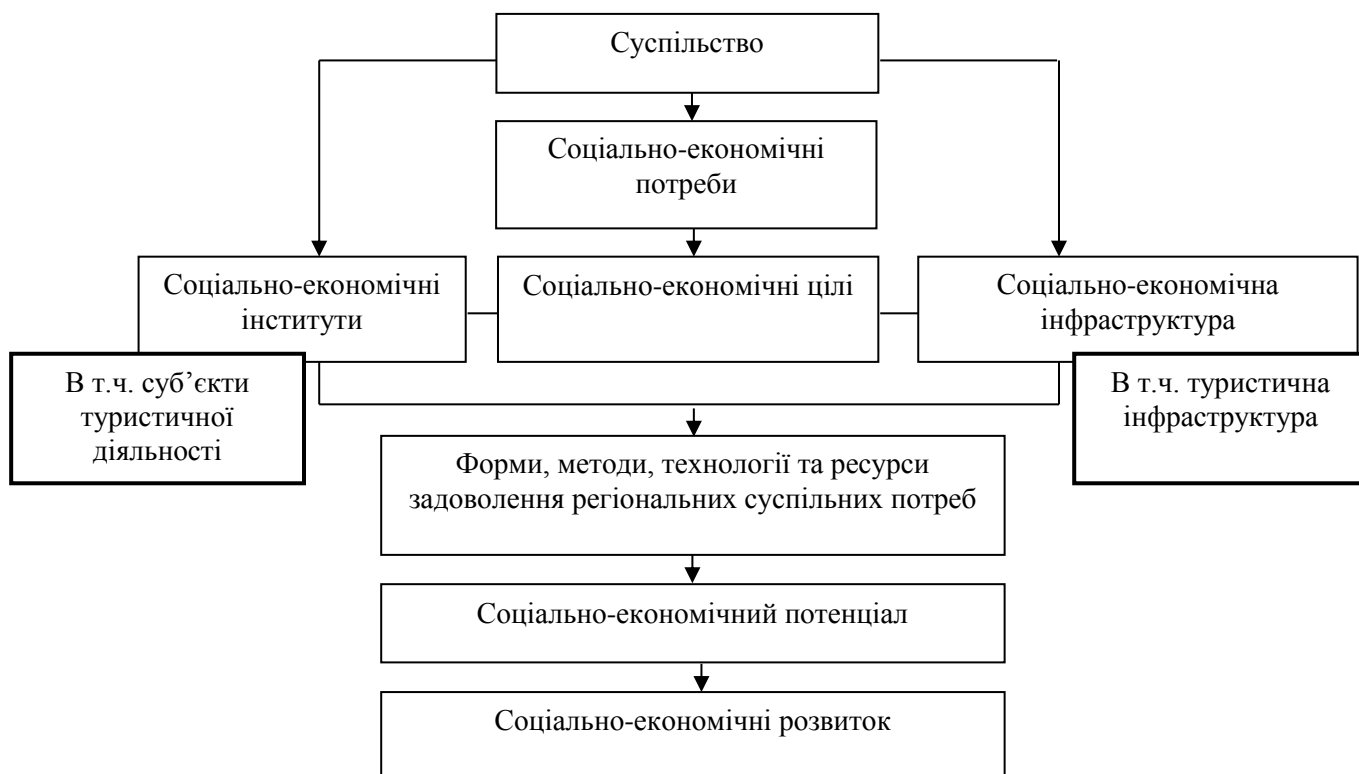 Суспільство
Соціально-економічні
потреби
Соціально-економічні
інститути
Соціально-економічні цілі
Соціально-економічна
інфраструктура
В т.ч. суб’єкти
туристичної
діяльності
В т.ч. туристична
інфраструктура
Форми, методи, технології та ресурси
задоволення регіональних суспільних потреб
Соціально-економічний потенціал
Соціально-економічні розвиток